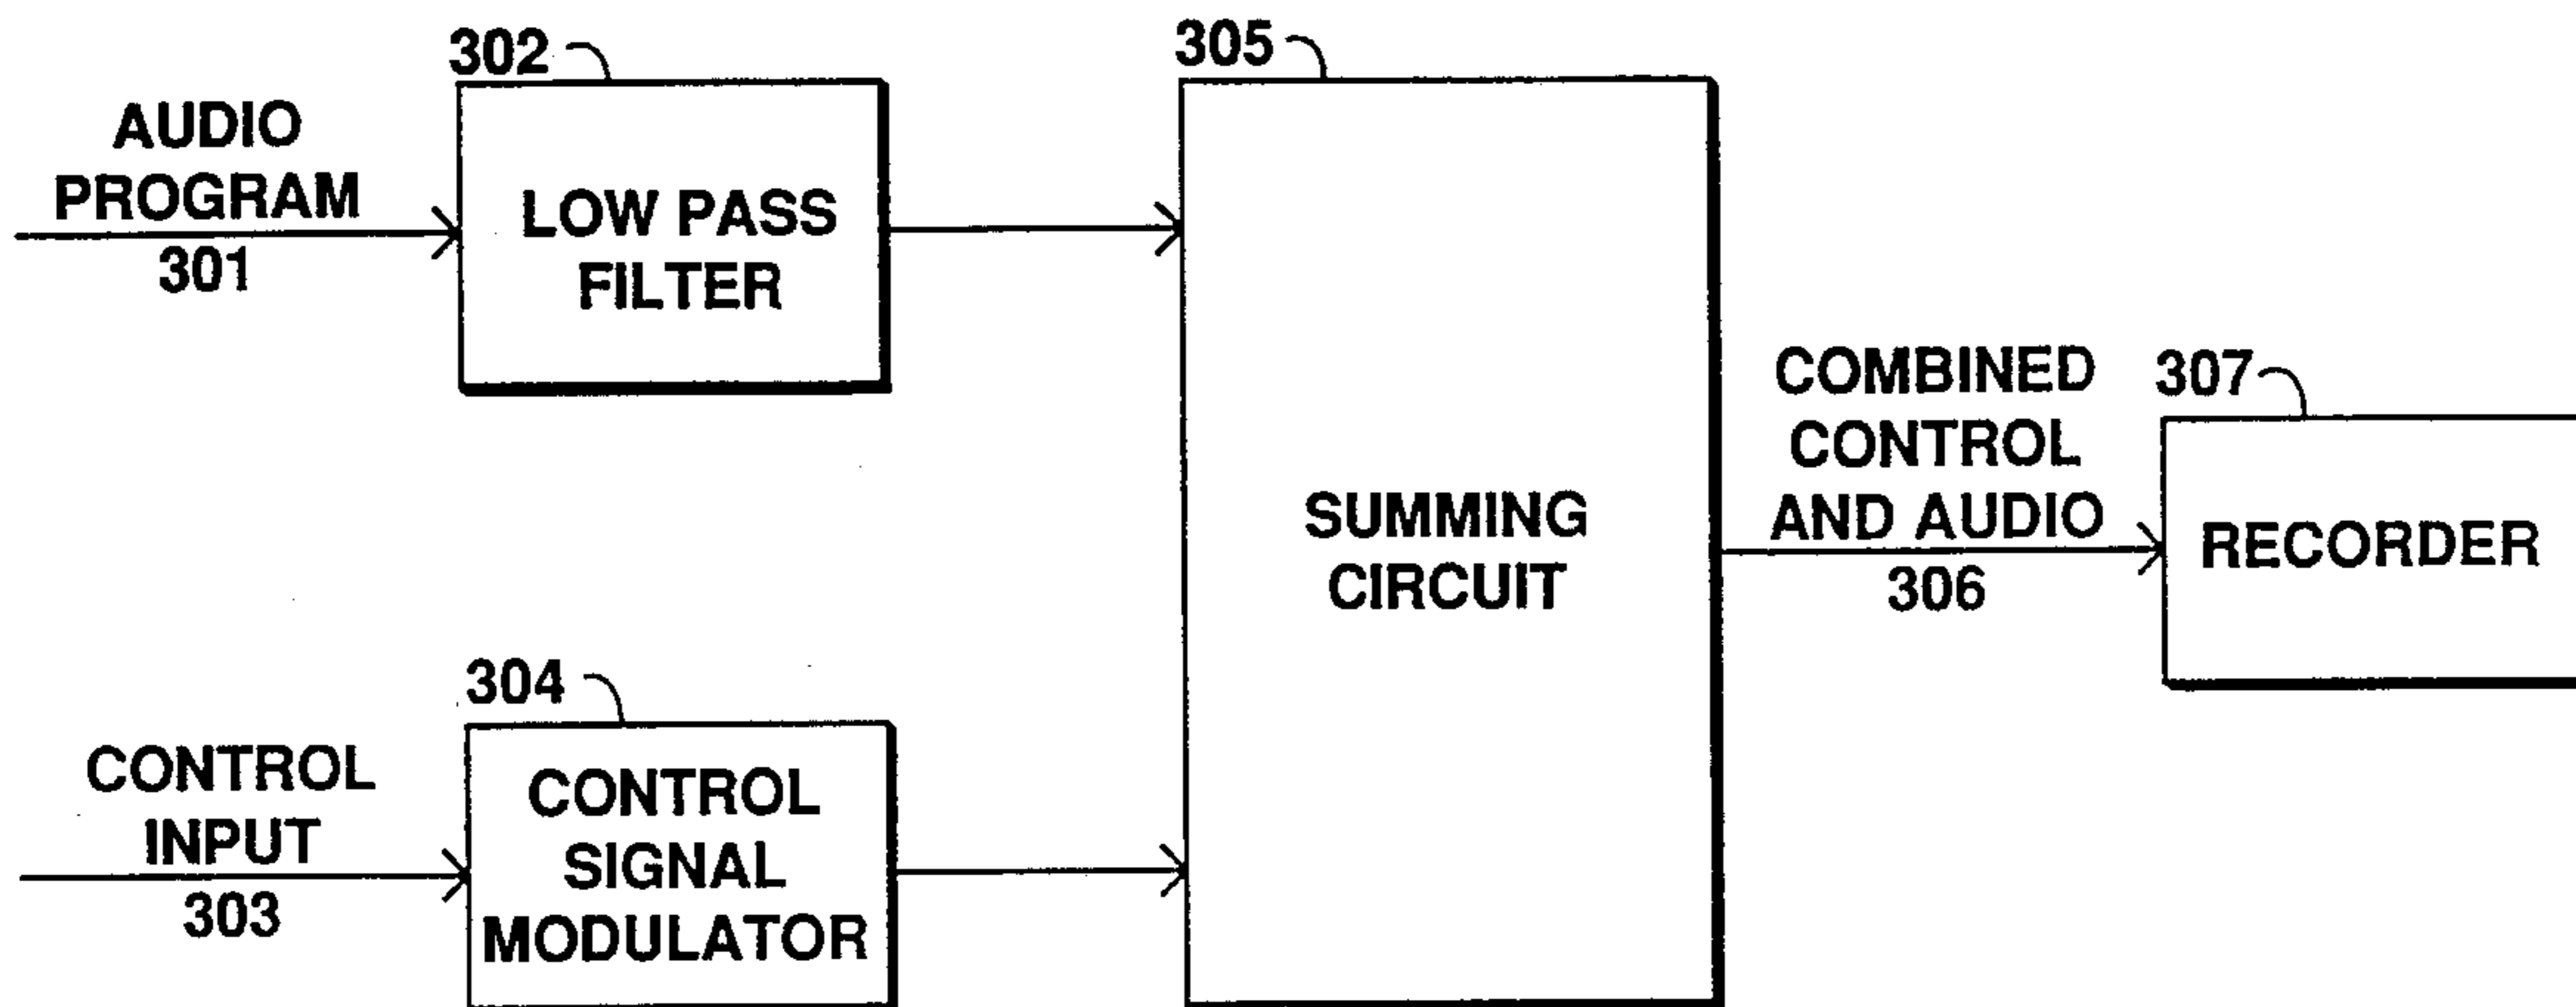 302
AUDIO
PROGRAM
301
LOW PASS
FILTER
305
SUMMING
CIRCUIT
304
CONTROL
INPUT
303
CONTROL
SIGNAL
MODULATOR
COMBINED
CONTROL
AND AUDIO
306
307
RECORDER